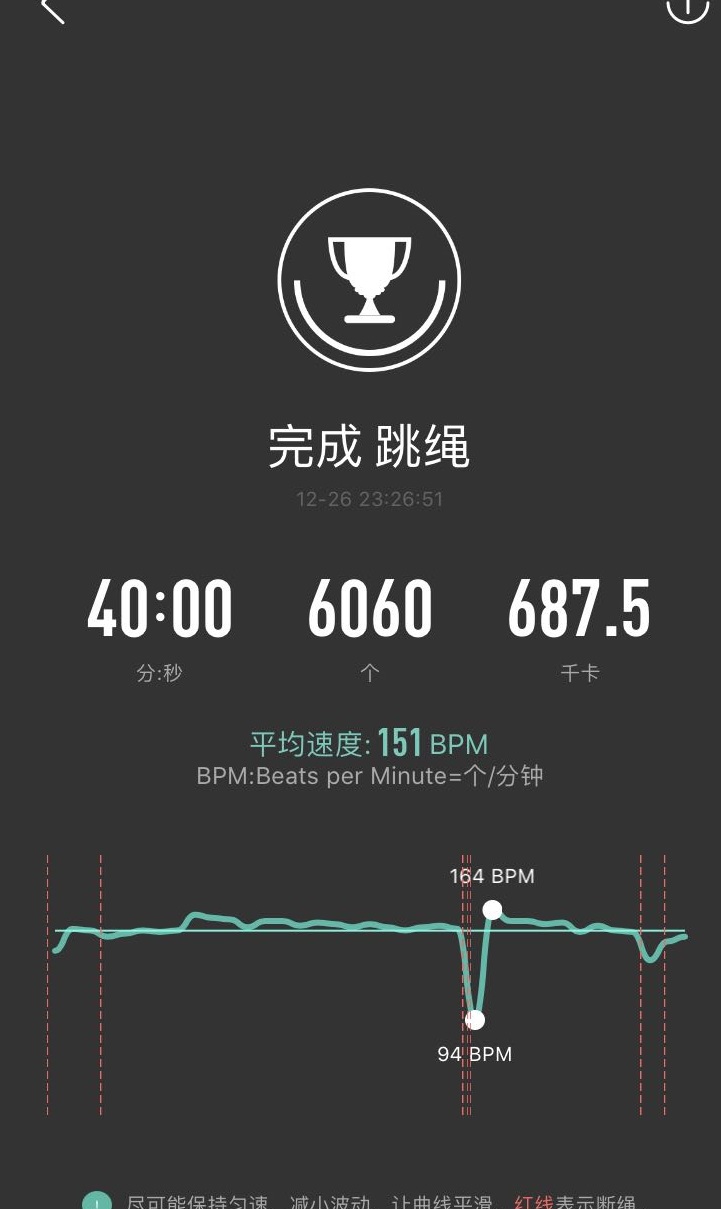 完成 跳绳
12-26 23:26:51
40:00 6060 687.5
分:秒 个 千卡
平均速度: 151 BPM
BPM:Beats per Minute=个/分钟
164 BPM
94 BPM
尽可能保持匀速，减小波动，让曲线平滑，红线表示断绳